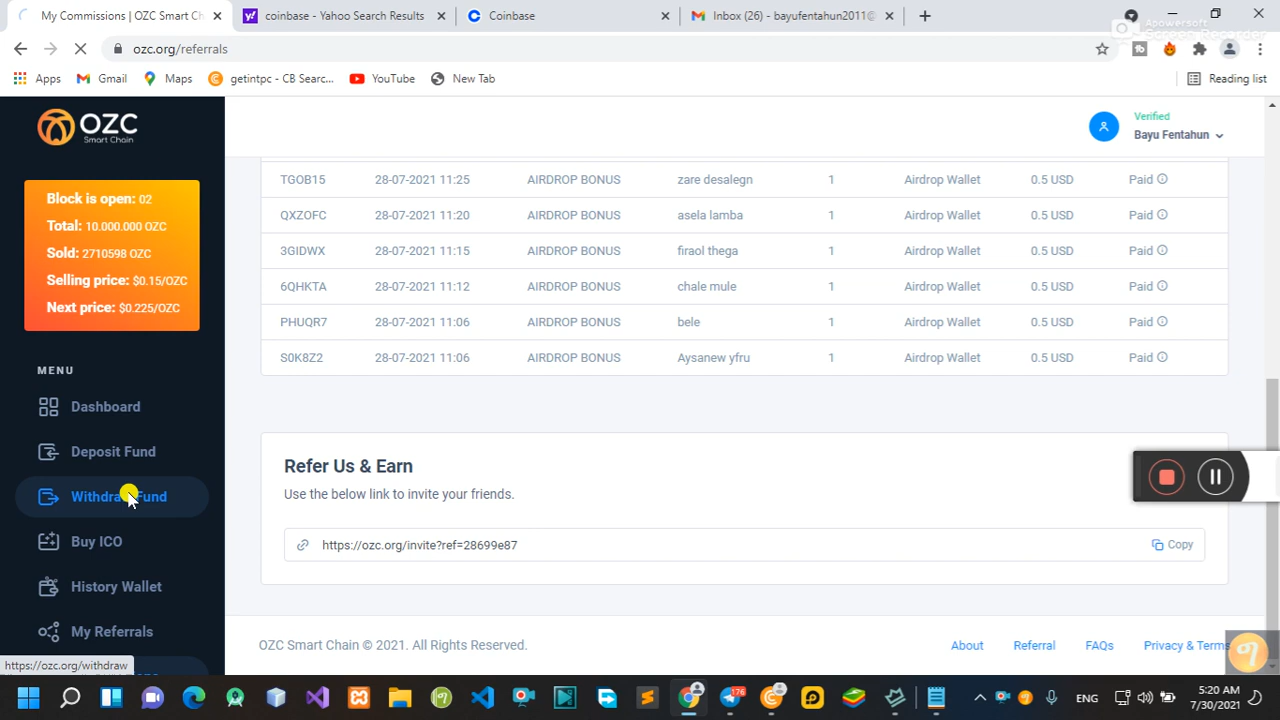 My Commissions | OZC Smart Ch
coinbase - Yahoo Search Results
Coinbase
Inbox (26) - bayufentahun2011@
Apowersoft
Screen Recorder
ozc.org/referrals
Apps
Gmail
Maps
getintpc - CB Searc...
YouTube
New Tab
Reading list
OZC
Smart Chain
Verified
Bayu Fentahun
Block is open: 02
Total: 10.000.000 OZC
Sold: 2710598 OZC
Selling price: $0.15/OZC
Next price: $0.225/OZC
TGOB15 28-07-2021 11:25 AIRDROP BONUS zare desalegn 1 Airdrop Wallet 0.5 USD Paid
QXZOFC 28-07-2021 11:20 AIRDROP BONUS asela lamba 1 Airdrop Wallet 0.5 USD Paid
3GIDWX 28-07-2021 11:15 AIRDROP BONUS firaol thega 1 Airdrop Wallet 0.5 USD Paid
6QHKTA 28-07-2021 11:12 AIRDROP BONUS chale mule 1 Airdrop Wallet 0.5 USD Paid
PHUQR7 28-07-2021 11:06 AIRDROP BONUS bele 1 Airdrop Wallet 0.5 USD Paid
S0K8Z2 28-07-2021 11:06 AIRDROP BONUS Aysanew yfru 1 Airdrop Wallet 0.5 USD Paid
MENU
Dashboard
Deposit Fund
Withdraw Fund
Buy ICO
History Wallet
My Referrals
Refer Us & Earn
Use the below link to invite your friends.
https://ozc.org/invite?ref=28699e87
Copy
OZC Smart Chain © 2021. All Rights Reserved.
About
Referral
FAQs
Privacy & Terms
https://ozc.org/withdraw
176
ENG
5:20 AM
7/30/2021